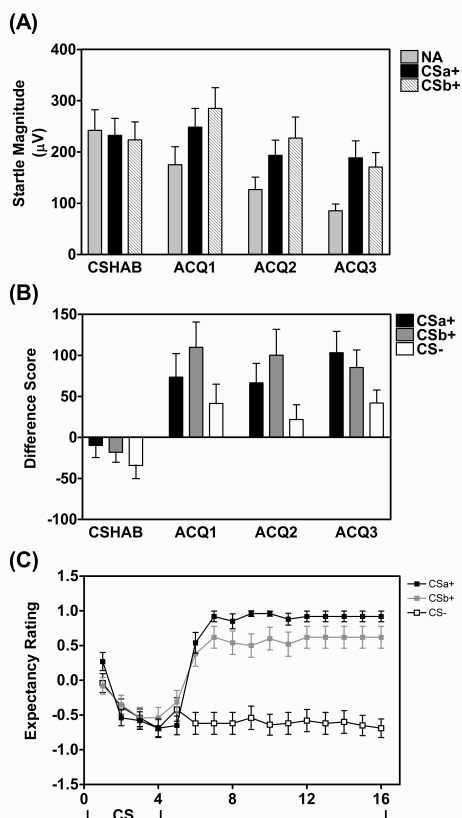 (A)
400
300
200
100
0
Startle Magnitude
(µV)
NA
CSa+
CSb+
CSHAB ACQ1 ACQ2 ACQ3
(B)
150
100
50
0
-50
-100
Difference Score
CSa+
CSb+
CS-
CSHAB ACQ1 ACQ2 ACQ3
(C)
1.5
1.0
0.5
0.0
-0.5
-1.0
-1.5
Expectancy Rating
CSa+
CSb+
CS-
0 4 8 12 16
CS